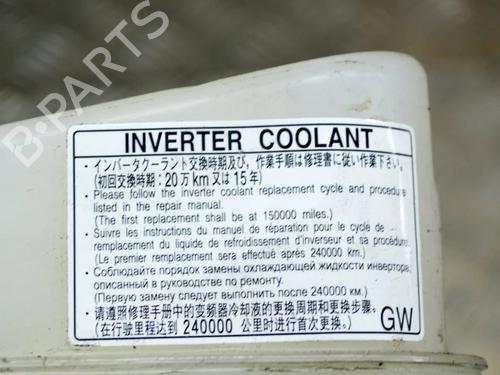 INVERTER COOLANT
• インバータクーラント交換時期及び、作業手順は修理書に従い作業下さい。
(初回交換時期：20万km又は15年)
• Please follow the inverter coolant replacement cycle and procedure
listed in the repair manual.
(The first replacement shall be at 150000 miles.)
• Suivre les instructions du manuel de réparation pour le cycle de
remplacement du liquide de refroidissement d'inverseur et sa procédure.
(Le premier remplacement sera effectué après 240000 km.)
• Соблюдайте порядок замены охлаждающей жидкости инвертора,
описанный в руководстве по ремонту.
(Первую замену следует выполнить после 240000 км.)
• 请遵照修理手册中的变频器冷却液的更换周期和更换步骤。
(在行驶里程达到 240000 公里时进行首次更换。)
GW
B-PARTS